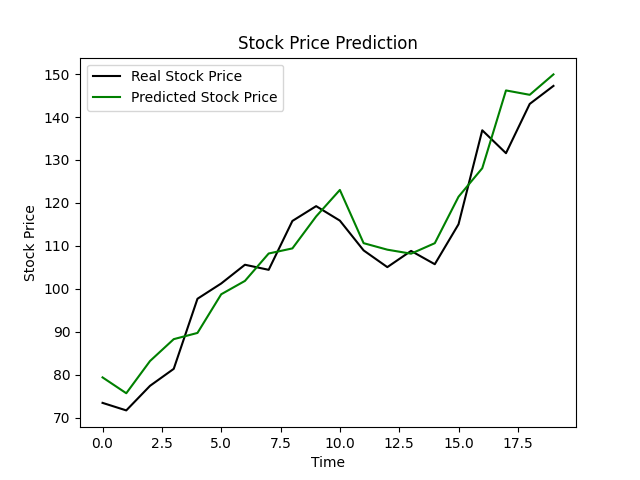 Stock Price Prediction
Real Stock Price
Predicted Stock Price
Stock Price
150
140
130
120
110
100
90
80
70
0.0 2.5 5.0 7.5 10.0 12.5 15.0 17.5
Time